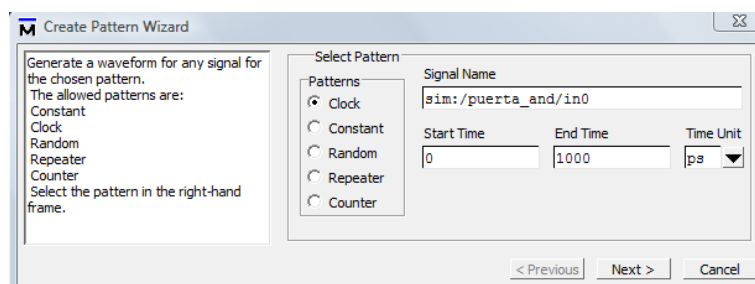 Create Pattern Wizard
Generate a waveform for any signal for
the chosen pattern.
The allowed patterns are:
Constant
Clock
Random
Repeater
Counter
Select the pattern in the right-hand
frame.
Select Pattern
Patterns
Clock
Constant
Random
Repeater
Counter
Signal Name
sim:/puerta_and/in0
Start Time
End Time
Time Unit
0
1000
ps
< Previous
Next >
Cancel